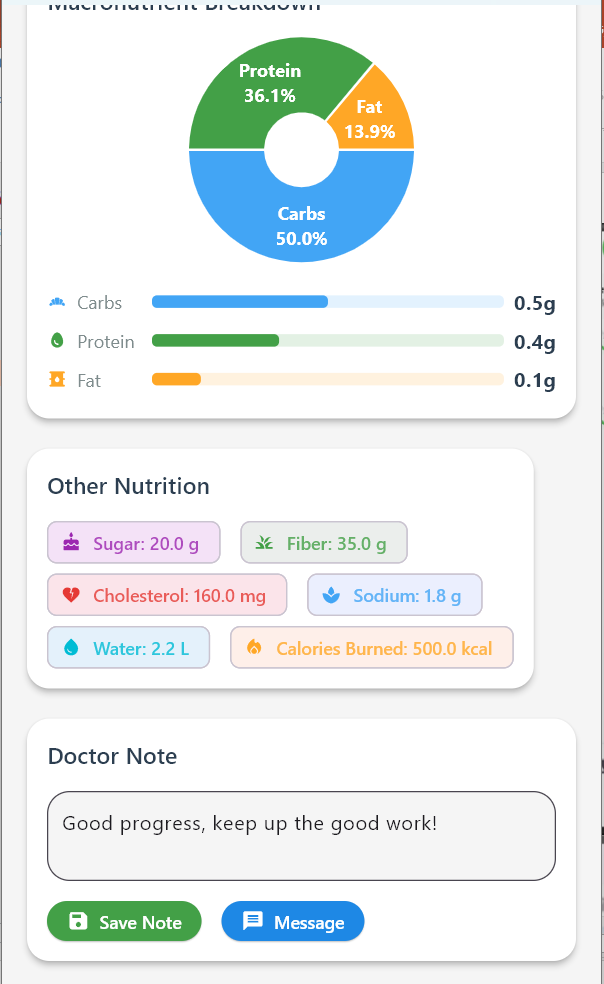 Macronutrient Breakdown
Protein
36.1%
Fat
13.9%
Carbs
50.0%
Carbs 0.5g
Protein 0.4g
Fat 0.1g
Other Nutrition
Sugar: 20.0 g Fiber: 35.0 g
Cholesterol: 160.0 mg Sodium: 1.8 g
Water: 2.2 L Calories Burned: 500.0 kcal
Doctor Note
Good progress, keep up the good work!
Save Note Message